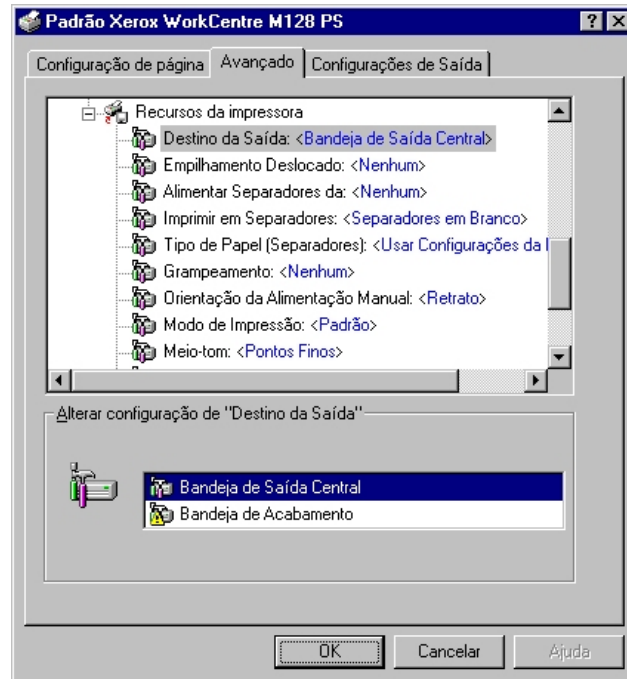 Padrão Xerox WorkCentre M128 PS
Configuração de página Avançado Configurações de Saída
Recursos da impressora
Destino da Saída: <Bandeja de Saída Central>
Empilhamento Deslocado: <Nenhum>
Alimentar Separadores da: <Nenhum>
Imprimir em Separadores: <Separadores em Branco>
Tipo de Papel (Separadores): <Usar Configurações da
Grampeamento: <Nenhum>
Orientação da Alimentação Manual: <Retrato>
Modo de Impressão: <Padrão>
Meio-tom: <Pontos Finos>
Alterar configuração de "Destino da Saída"
Bandeja de Saída Central
Bandeja de Acabamento
OK Cancelar Ajuda